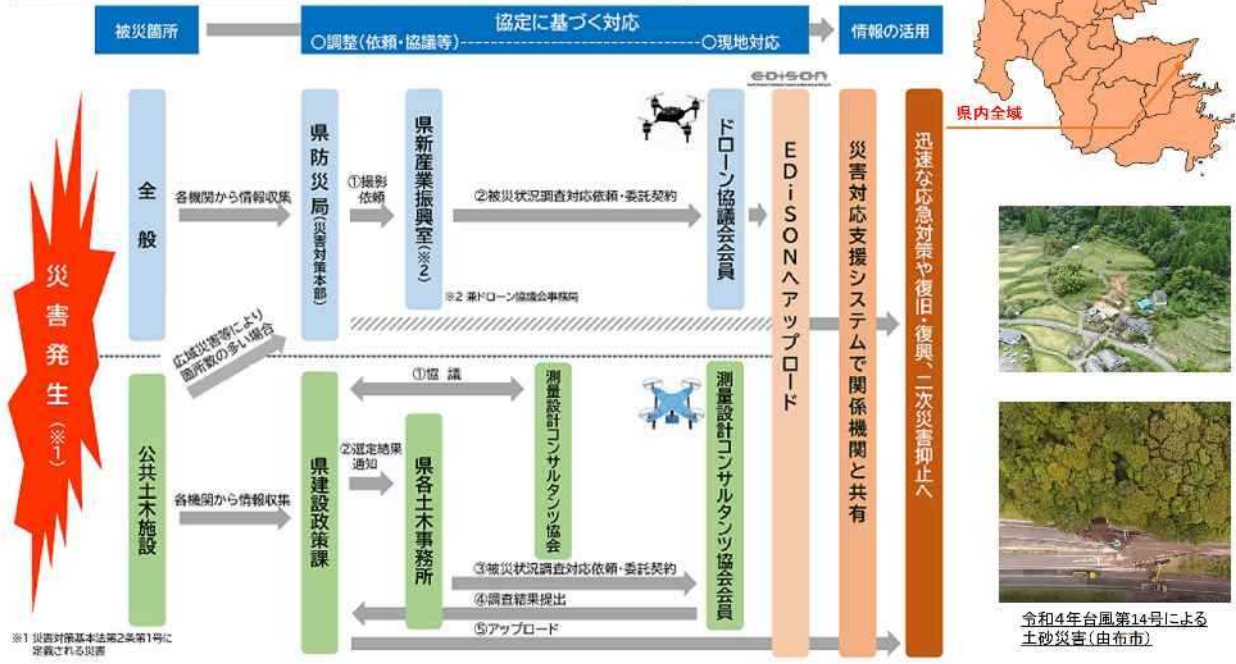 被災箇所
協定に基づく対応
○調整(依頼・協議等)
○現地対応
情報の活用
EDiSON
県内全域
災害発生(※1)
全般
各機関から情報収集
県防災局(災害対策本部)
①撮影
依頼
県新産業振興室(※2)
②被災状況調査対応依頼・委託契約
ドローン協議会会員
※2 兼ドローン協議会事務局
EDiSONへアップロード
災害対応支援システムで関係機関と共有
迅速な応急対策や復旧・復興、二次災害抑止へ
広域災害等により
箇所数の多い場合
公共土木施設
各機関から情報収集
県建設政策課
①協 議
②選定結果
通知
県各土木事務所
測量設計コンサルタンツ協会
測量設計コンサルタンツ協会会員
③被災状況調査対応依頼・委託契約
④調査結果提出
⑤アップロード
※1 災害対策基本法第2条第1号に
定義される災害
令和4年台風第14号による
土砂災害(由布市)